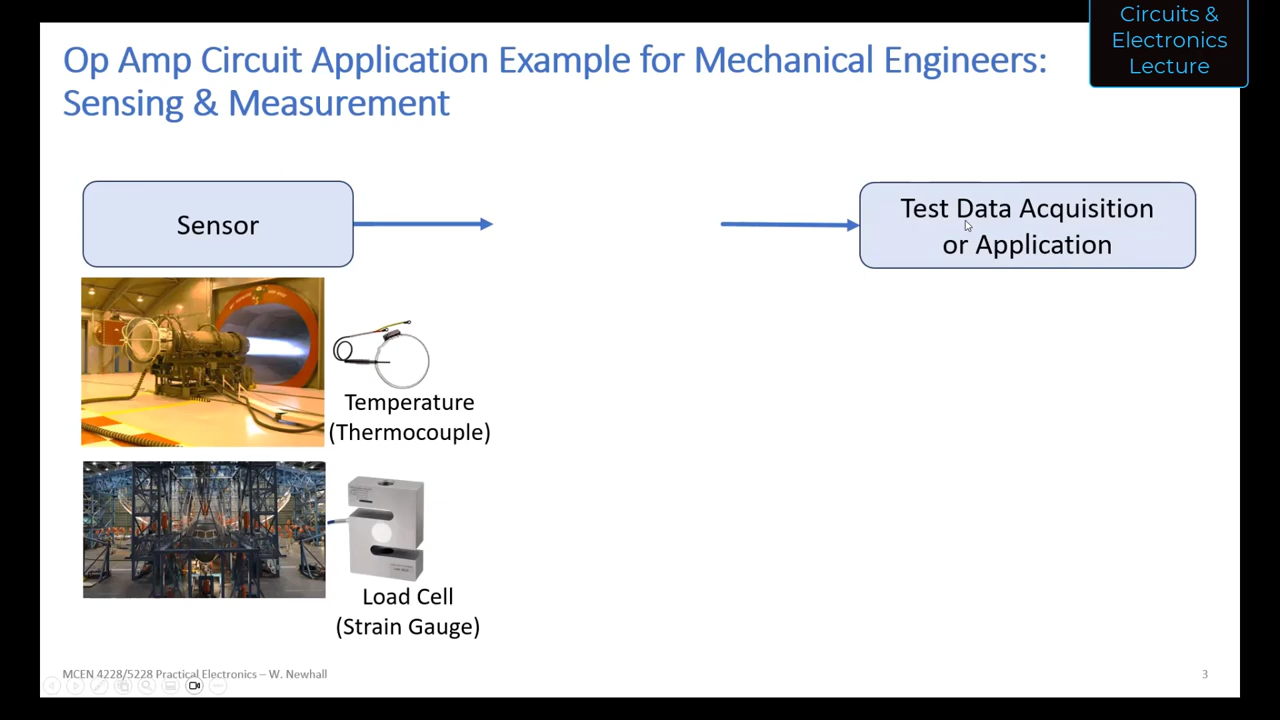 Circuits &
Electronics
Lecture
Op Amp Circuit Application Example for Mechanical Engineers:
Sensing & Measurement
Sensor
Test Data Acquisition
or Application
Temperature
(Thermocouple)
Load Cell
(Strain Gauge)
MCEN 4228/5228 Practical Electronics – W. Newhall
3